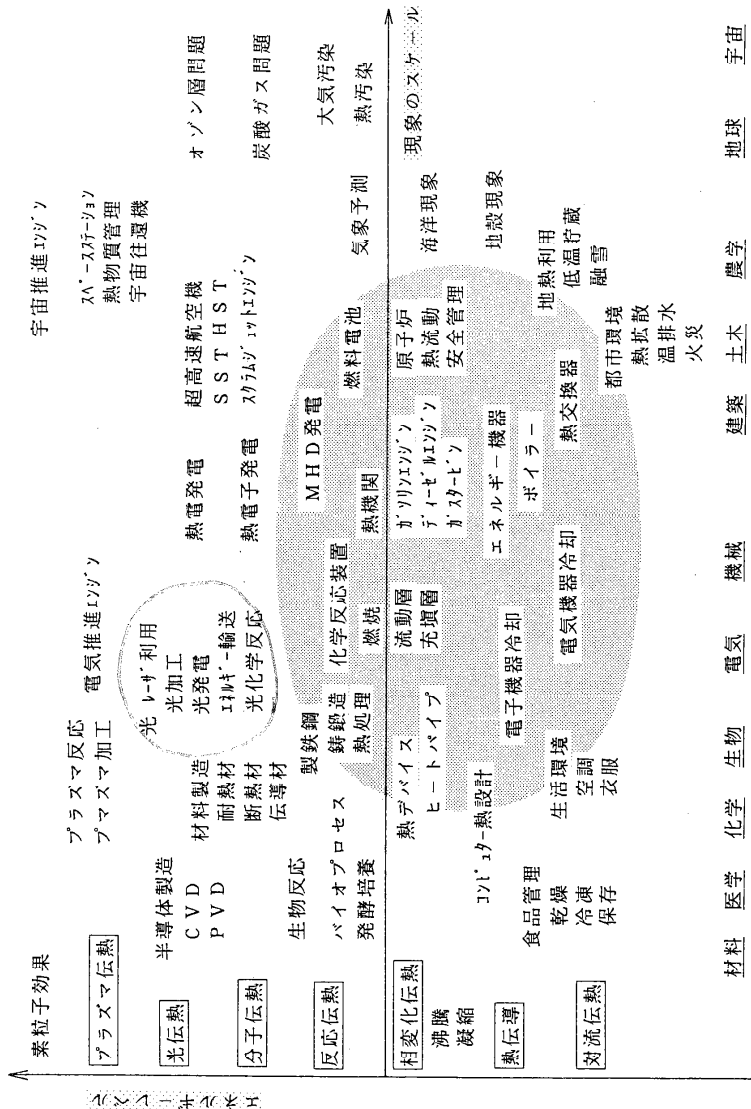 素粒子効果
プラズマ伝熱
光伝熱
分子伝熱
反応伝熱
相変化伝熱
沸騰
凝縮
熱伝導
対流伝熱
半導体製造
CVD
PVD
生物反応
バイオプロセス
発酵培養
食品管理
乾燥
冷凍
保存
プラズマ反応
プマズマ加工
材料製造
耐熱材
断熱材
伝導材
製鉄鋼
鋳鍛造
熱処理
熱デバイス
ヒートパイプ
コンピュター熱設計
電子機器冷却
生活環境
空調
衣服
電気推進エンジン
光 レーザ利用
光加工
光発電
エネルギー輸送
光化学反応
化学反応装置
燃焼
流動層
充填層
電気機器冷却
熱電発電
熱電子発電
MHD発電
熱機関
ガソリンエンジン
ディーゼルエンジン
ガスタービン
エネルギー機器
ボイラー
熱交換器
宇宙推進エンジン
スペースステーション
熱物質管理
宇宙往還機
超高速航空機
SSTHST
スクラムジェットエンジン
燃料電池
原子炉
熱流動
安全管理
都市環境
熱拡散
温排水
火災
気象予測
海洋現象
地殻現象
地熱利用
低温貯蔵
融雪
オゾン層問題
炭酸ガス問題
大気汚染
熱汚染
現象のスケール
材料 医学 化学 生物 電気 機械 建築 土木 農学 地球 宇宙